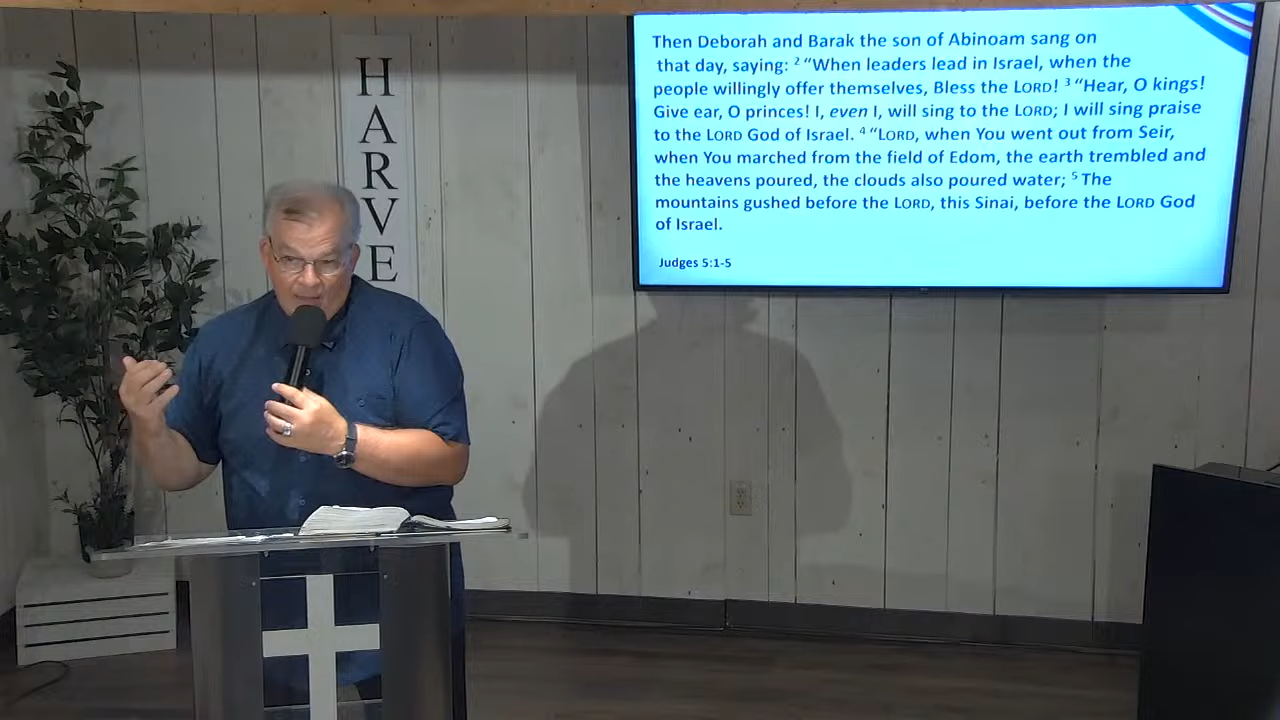 HARVE
Then Deborah and Barak the son of Abinoam sang on
that day, saying: 2 “When leaders lead in Israel, when the
people willingly offer themselves, Bless the LORD! 3 “Hear, O kings!
Give ear, O princes! I, even I, will sing to the LORD; I will sing praise
to the LORD God of Israel. 4 “LORD, when You went out from Seir,
when You marched from the field of Edom, the earth trembled and
the heavens poured, the clouds also poured water; 5 The
mountains gushed before the LORD, this Sinai, before the LORD God
of Israel.
Judges 5:1-5